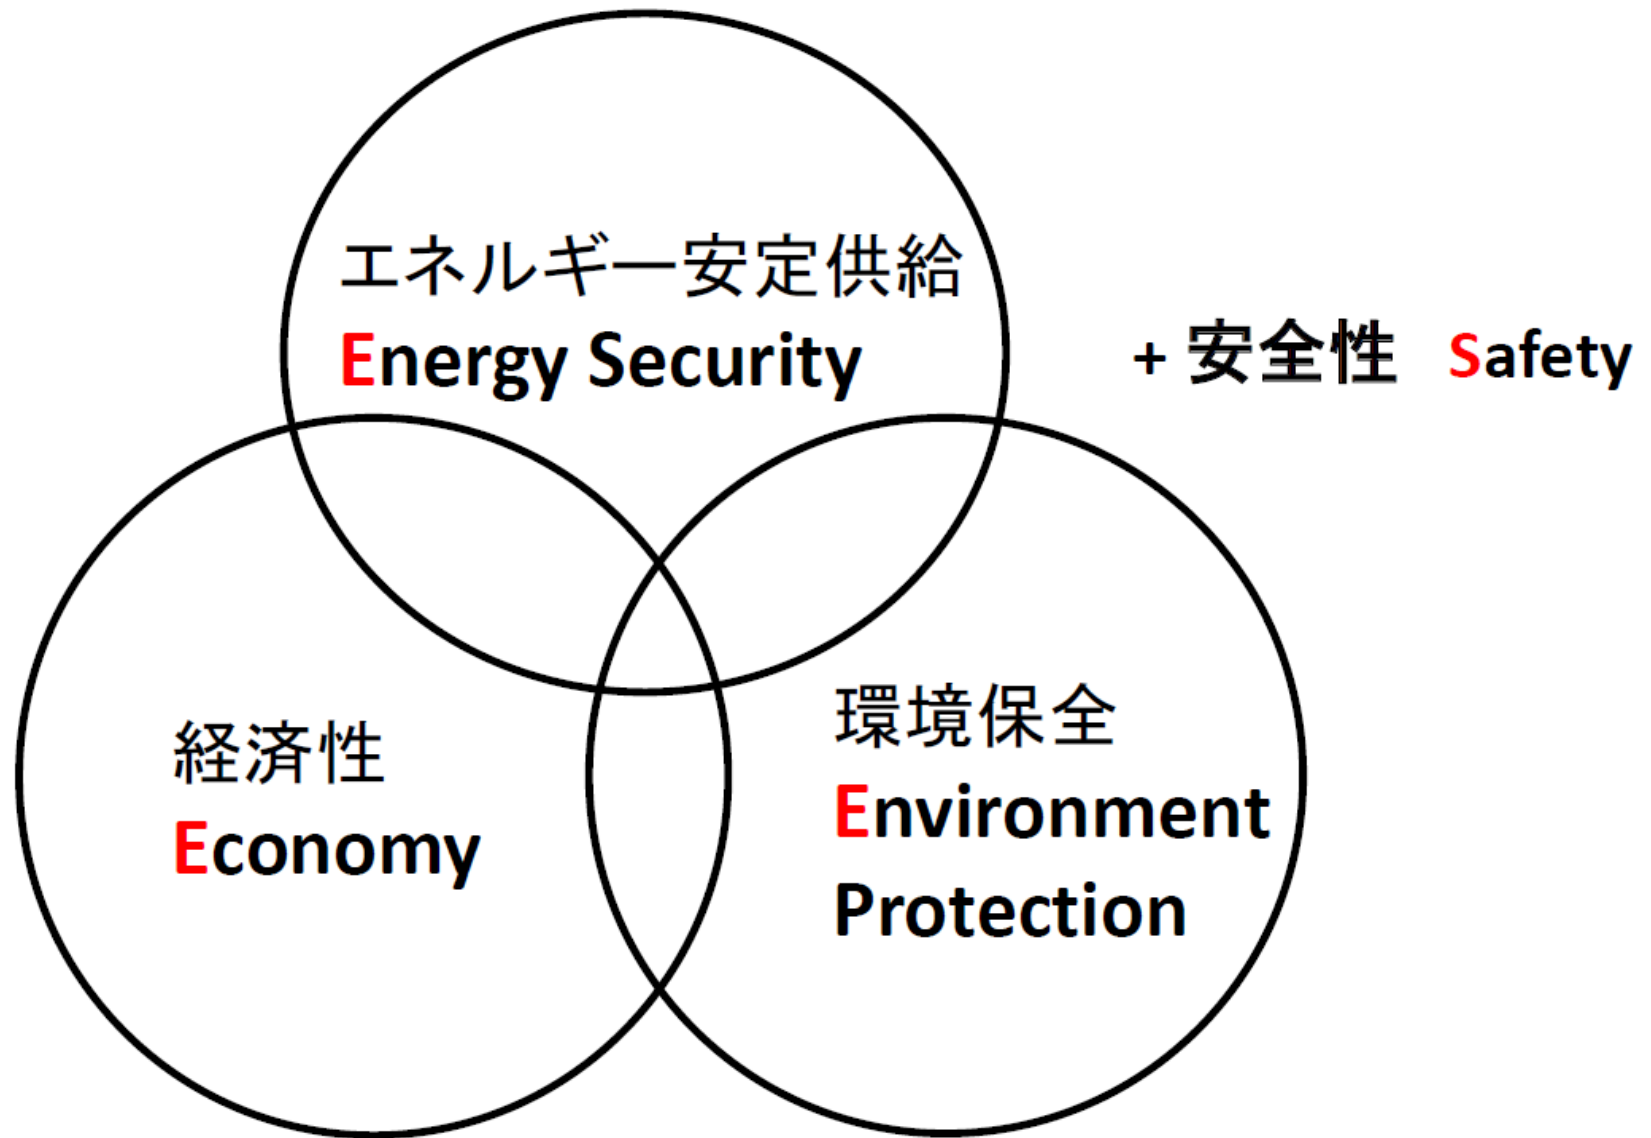 エネルギー安定供給
Energy Security
+ 安全性 Safety
経済性
Economy
環境保全
Environment
Protection